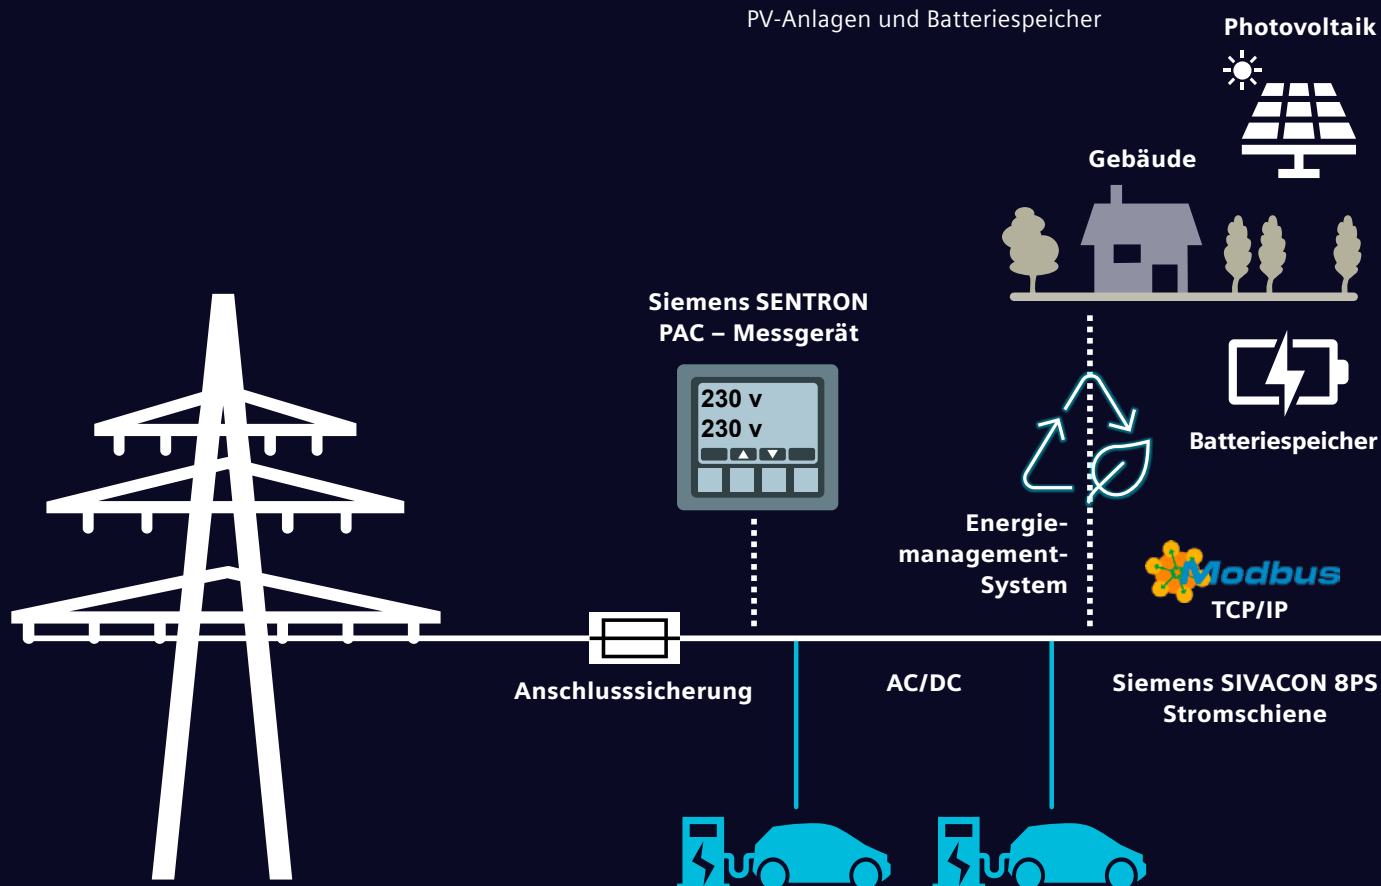 PV-Anlagen und Batteriespeicher
Photovoltaik
Gebäude
Siemens SENTRON
PAC – Messgerät
230 v
230 v
Batteriespeicher
Energie-
management-
System
Modbus
TCP/IP
Anschlusssicherung
AC/DC
Siemens SIVACON 8PS
Stromschiene